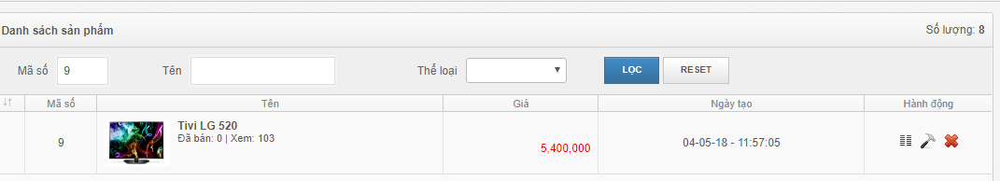 Danh sách sản phẩm Số lượng: 8
Mã số 9 Tên Thể loại LỌC RESET
Mã số Tên Giá Ngày tạo Hành động
9 Tivi LG 520 5,400,000 04-05-18 - 11:57:05
Đã bán: 0 | Xem: 103